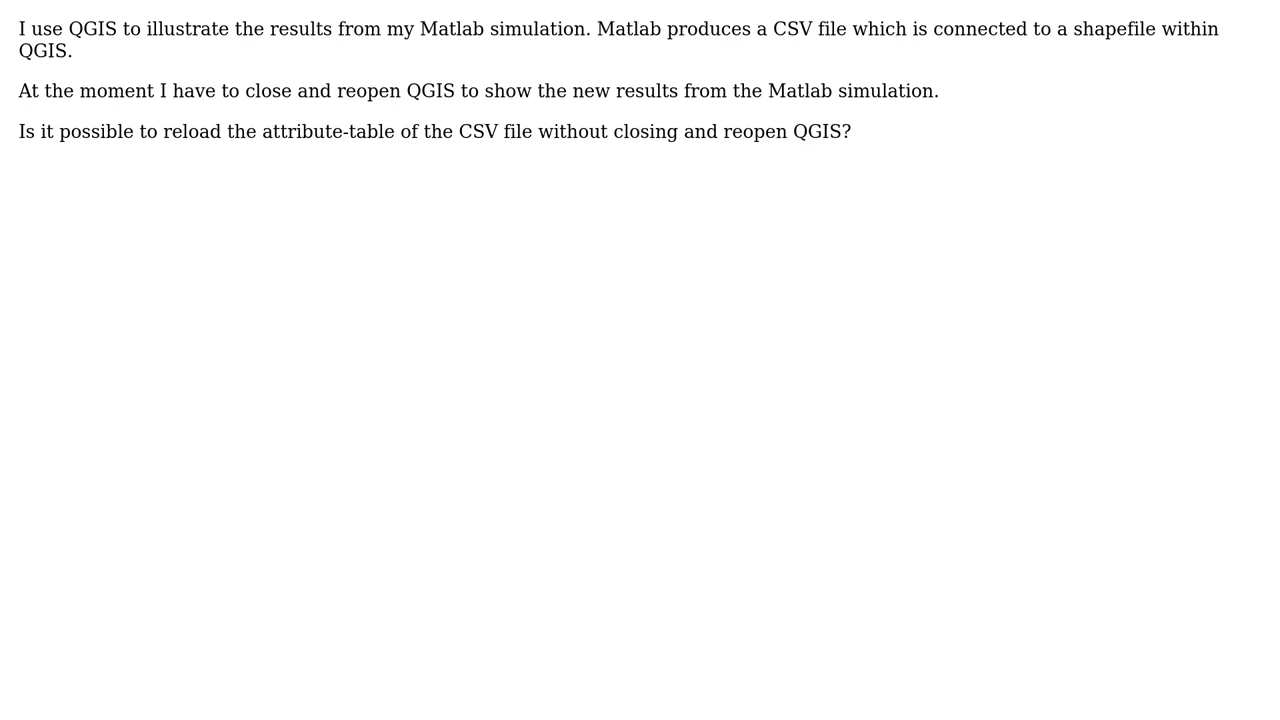 I use QGIS to illustrate the results from my Matlab simulation. Matlab produces a CSV file which is connected to a shapefile within
QGIS.
At the moment I have to close and reopen QGIS to show the new results from the Matlab simulation.
Is it possible to reload the attribute-table of the CSV file without closing and reopen QGIS?